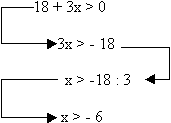 18 + 3x > 0
3x > - 18
x > -18 : 3
x > - 6